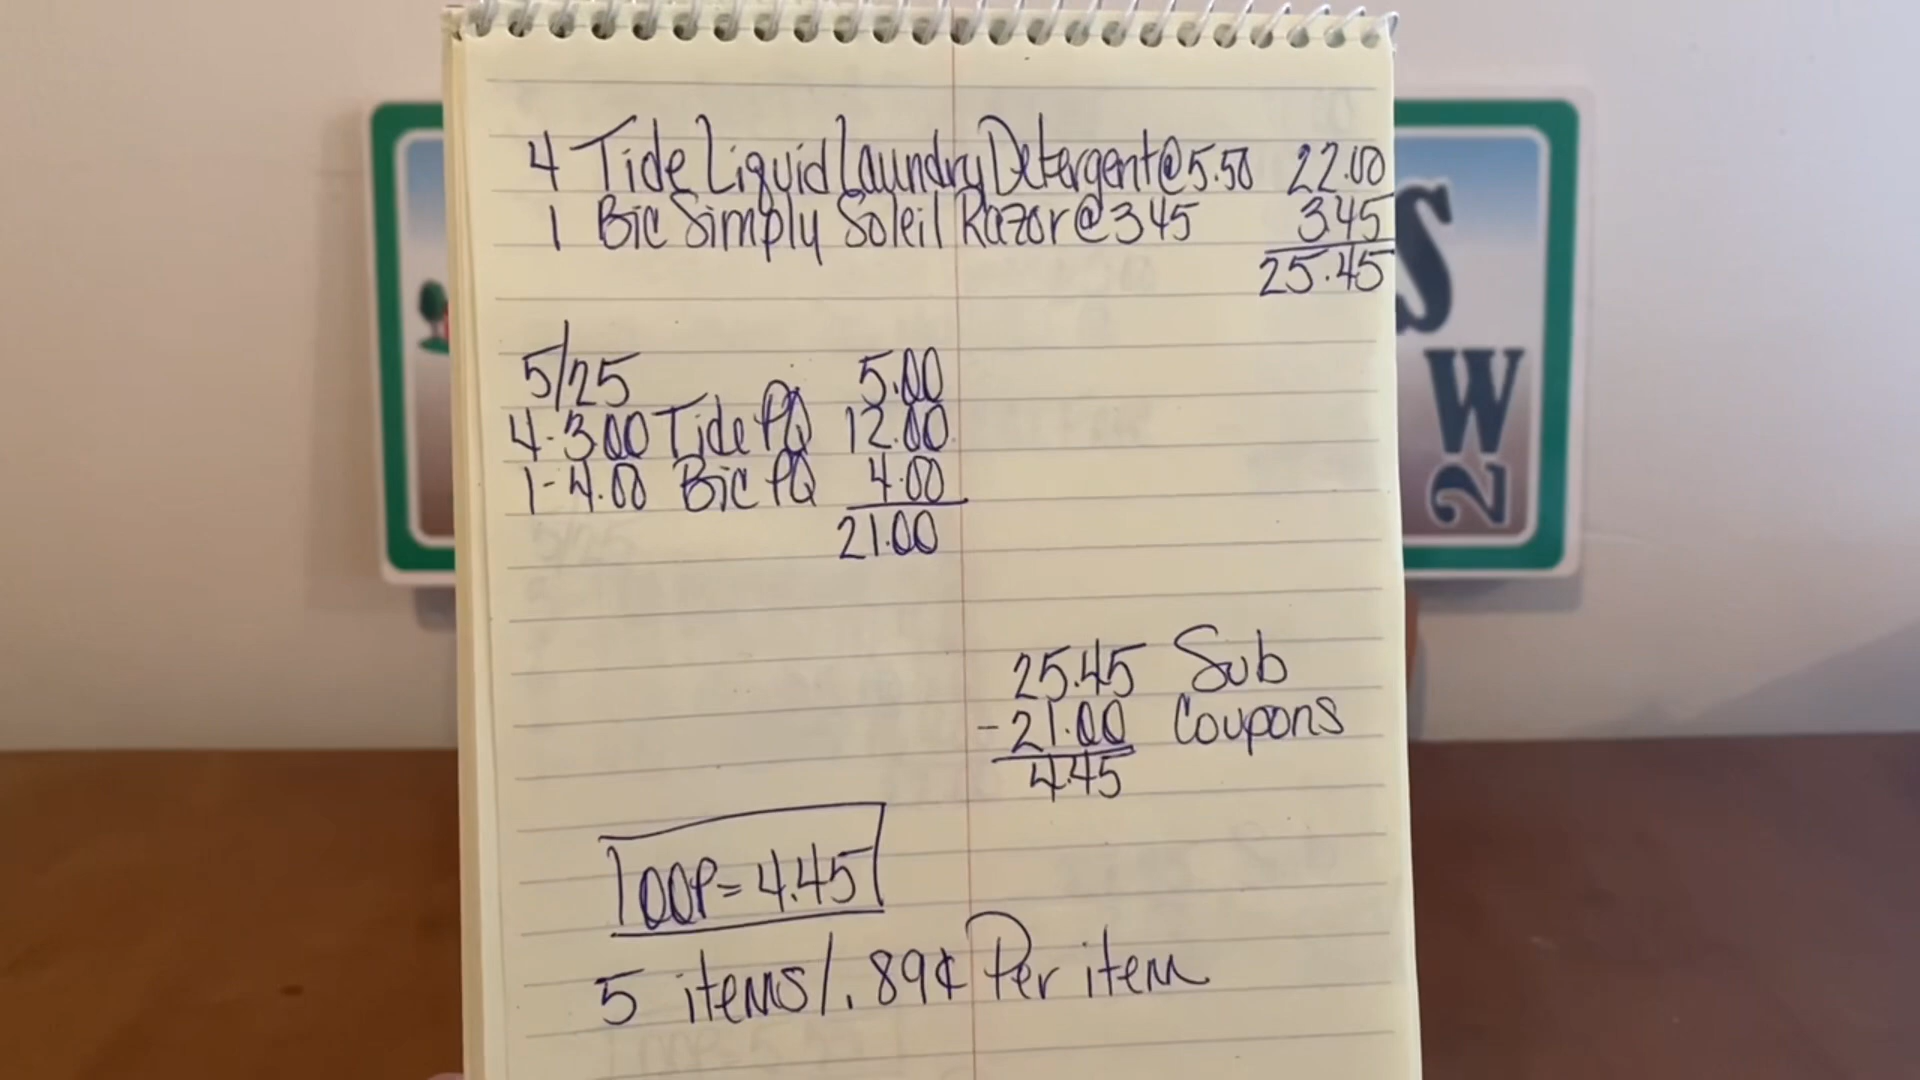 4 Tide Liquid Laundry Detergent @ 5.50 22.00
1 Bic Simply Soleil Razor @ 345 3.45
25.45
5/25 5.00
4-3.00 Tide PQ 12.00
1-4.00 Bic PQ 4.00
21.00
25.45 Sub
-21.00 Coupons
4.45
OOP= 4.45
5 items/.89¢ Per item
S
W
2